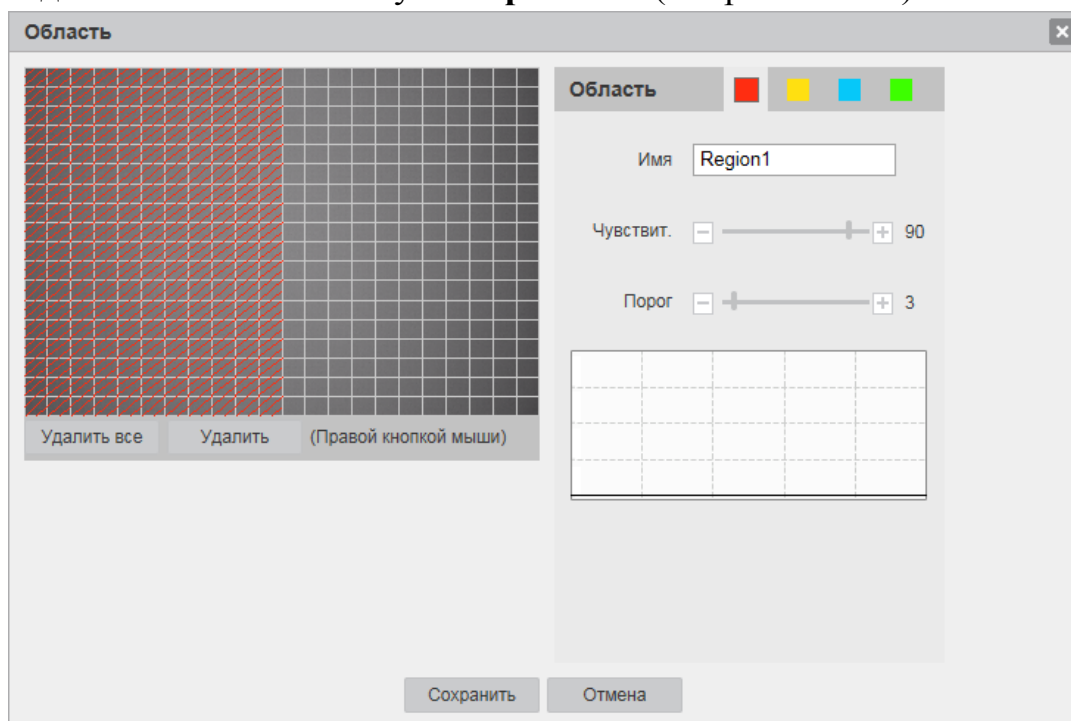 Область
Область
Имя Region1
Чувствит. 90
Порог 3
Удалить все Удалить (Правой кнопкой мыши)
Сохранить Отмена